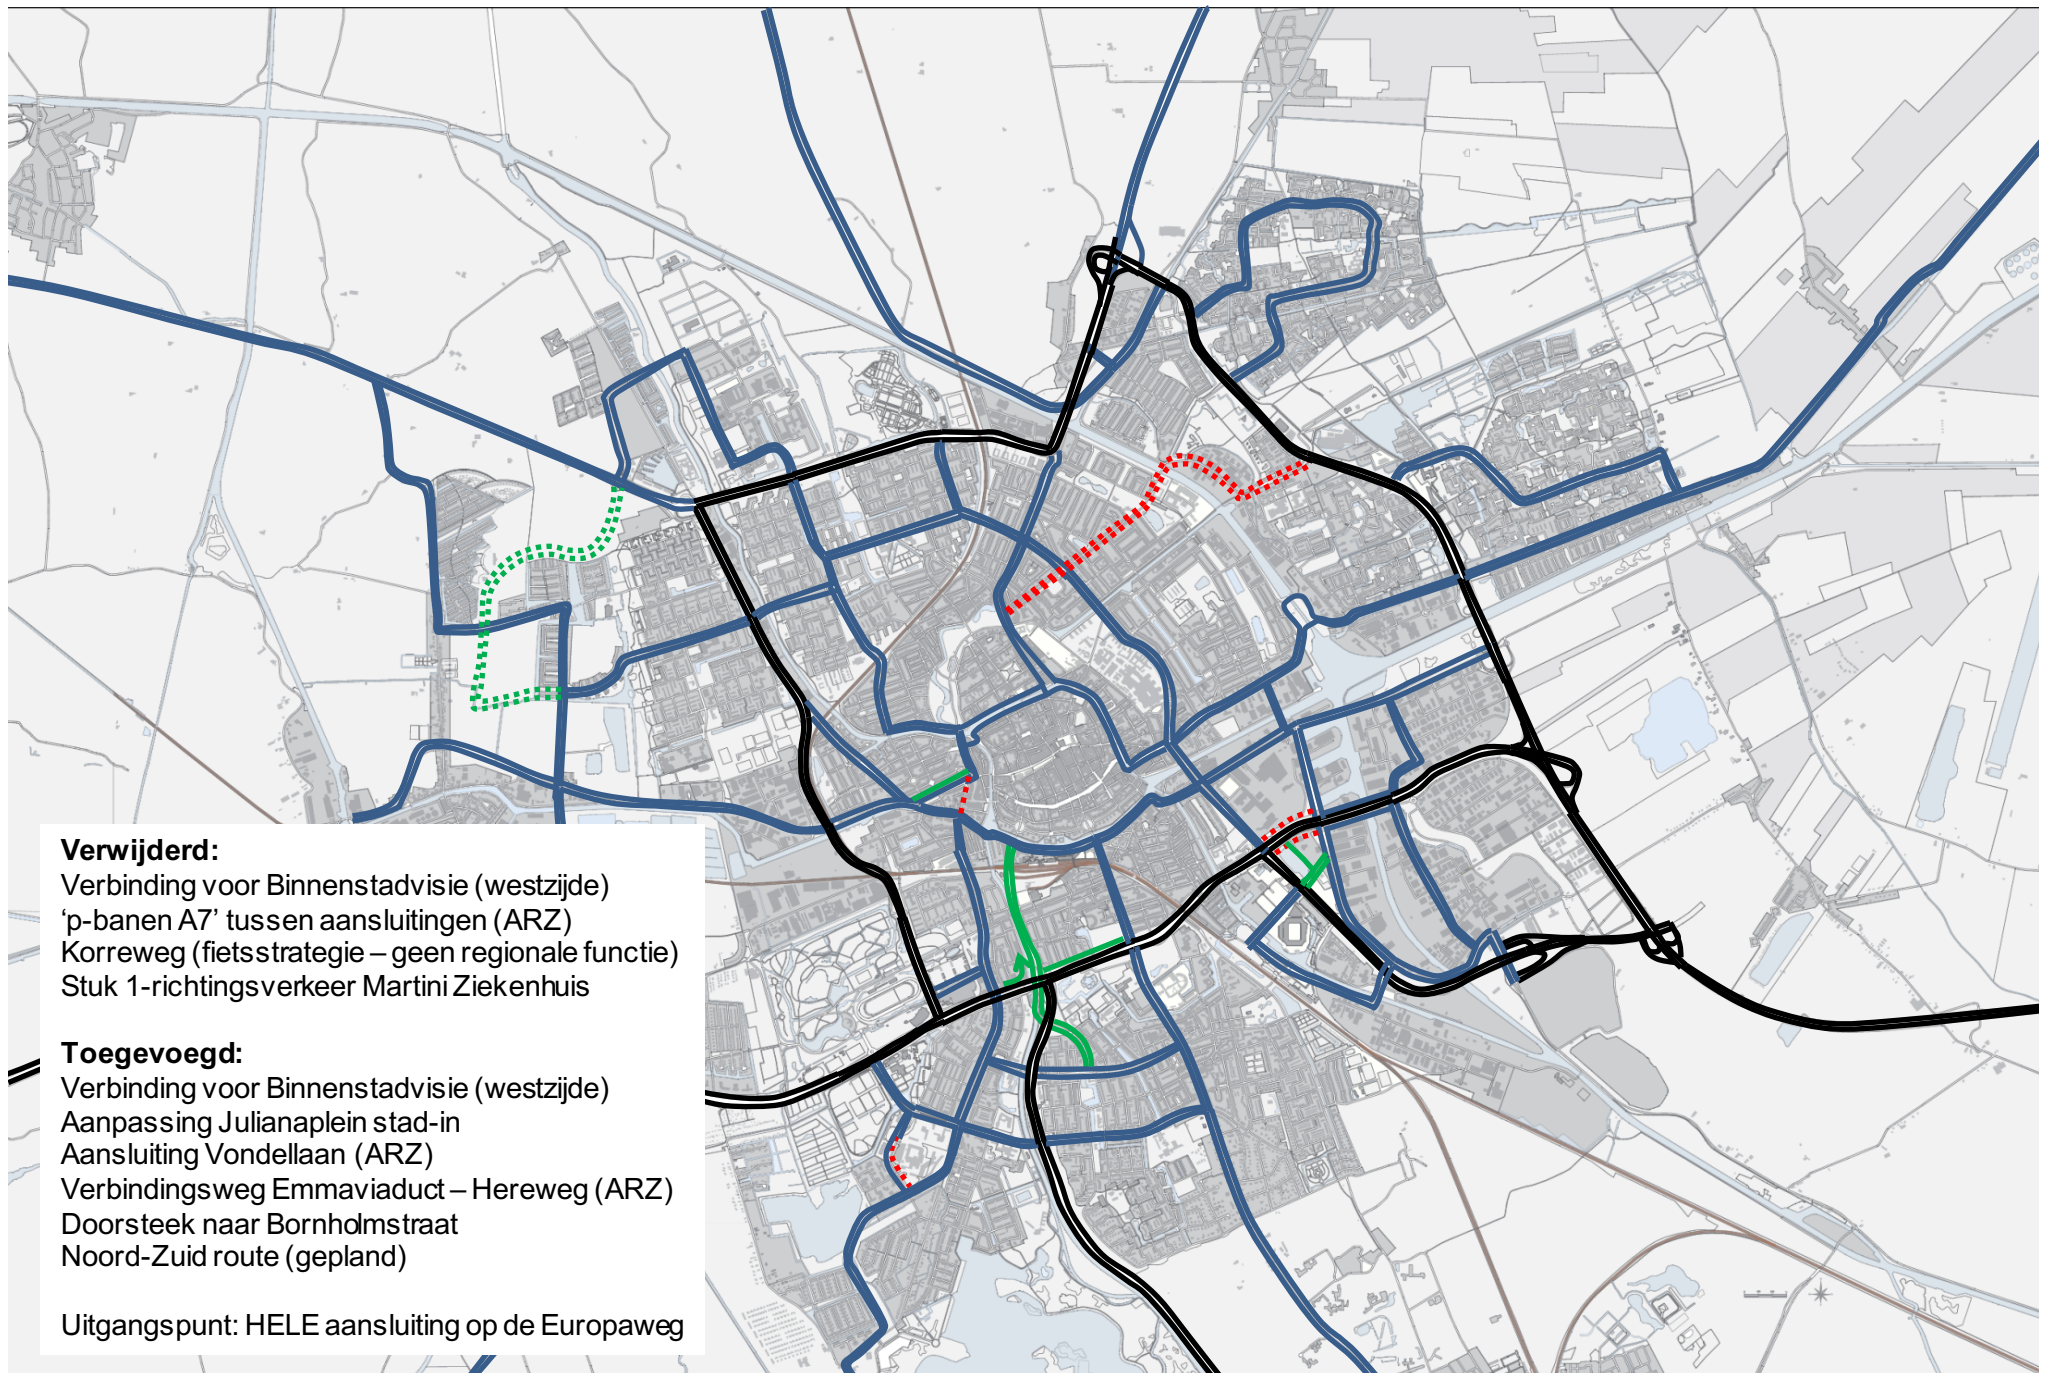 Verwijderd:
Verbinding voor Binnenstadvisie (westzijde)
‘p-banen A7’ tussen aansluitingen (ARZ)
Korreweg (fietsstrategie – geen regionale functie)
Stuk 1-richtingsverkeer Martini Ziekenhuis
Toegevoegd:
Verbinding voor Binnenstadvisie (westzijde)
Aanpassing Julianaplein stad-in
Aansluiting Vondellaan (ARZ)
Verbindingsweg Emmaviaduct – Hereweg (ARZ)
Doorsteek naar Bornholmstraat
Noord-Zuid route (gepland)
Uitgangspunt: HELE aansluiting op de Europaweg